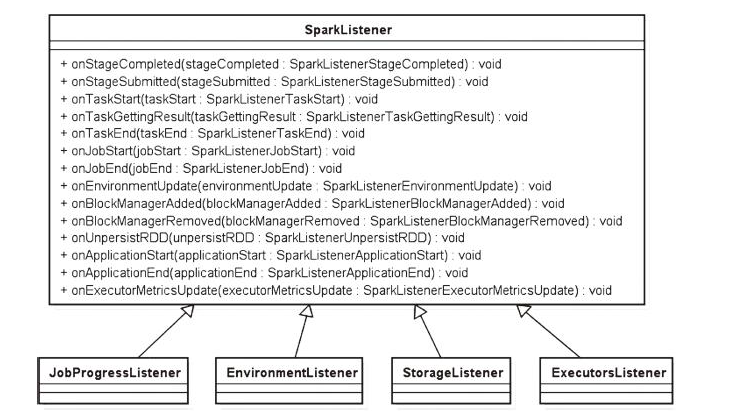 SparkListener
+ onStageCompleted(stageCompleted : SparkListenerStageCompleted) : void
+ onStageSubmitted(stageSubmitted : SparkListenerStageSubmitted) : void
+ onTaskStart(taskStart : SparkListenerTaskStart) : void
+ onTaskGettingResult(taskGettingResult : SparkListenerTaskGettingResult) : void
+ onTaskEnd(taskEnd : SparkListenerTaskEnd) : void
+ onJobStart(jobStart : SparkListenerJobStart) : void
+ onJobEnd(jobEnd : SparkListenerJobEnd) : void
+ onEnvironmentUpdate(environmentUpdate : SparkListenerEnvironmentUpdate) : void
+ onBlockManagerAdded(blockManagerAdded : SparkListenerBlockManagerAdded) : void
+ onBlockManagerRemoved(blockManagerRemoved : SparkListenerBlockManagerRemoved) : void
+ onUnpersistRDD(unpersistRDD : SparkListenerUnpersistRDD) : void
+ onApplicationStart(applicationStart : SparkListenerApplicationStart) : void
+ onApplicationEnd(applicationEnd : SparkListenerApplicationEnd) : void
+ onExecutorMetricsUpdate(executorMetricsUpdate : SparkListenerExecutorMetricsUpdate) : void
JobProgressListener
EnvironmentListener
StorageListener
ExecutorsListener